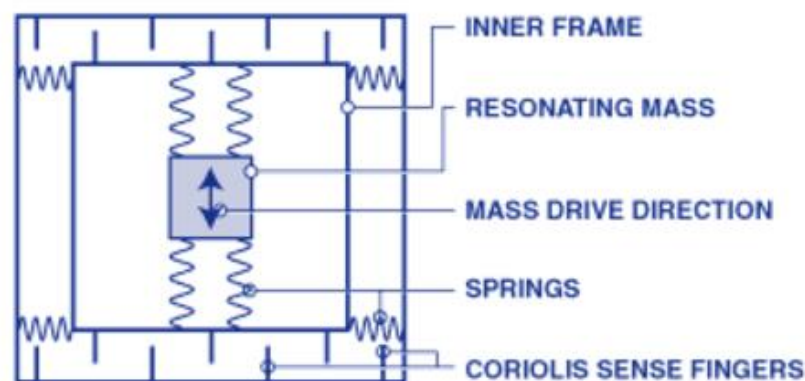 INNER FRAME
RESONATING MASS
MASS DRIVE DIRECTION
SPRINGS
CORIOLIS SENSE FINGERS